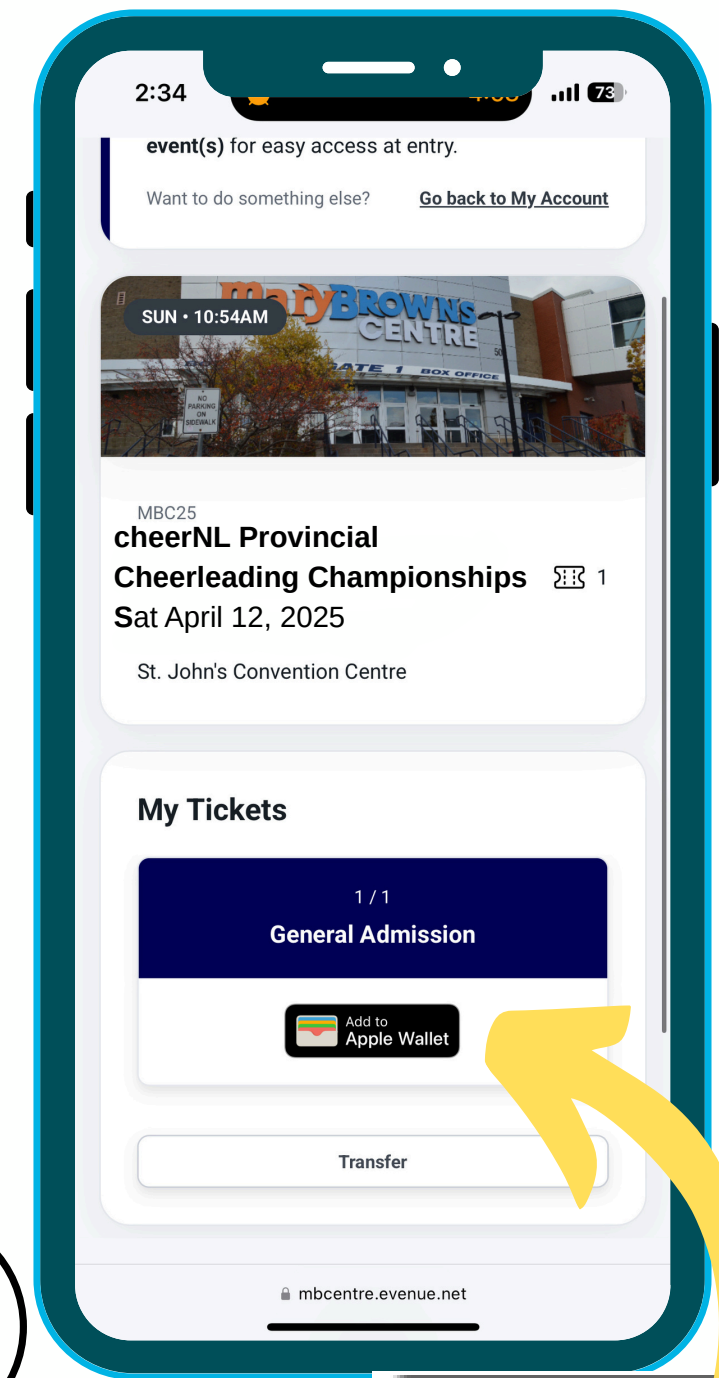 2:34
73
event(s) for easy access at entry.
Want to do something else? Go back to My Account
SUN • 10:54AM
MaryBROWNS
CENTRE
50
GATE 1 BOX OFFICE
NO
PARKING
ON
SIDEWALK
MBC25
cheerNL Provincial
Cheerleading Championships 1
Sat April 12, 2025
St. John's Convention Centre
My Tickets
1 / 1
General Admission
Add to
Apple Wallet
Transfer
mbcentre.evenue.net